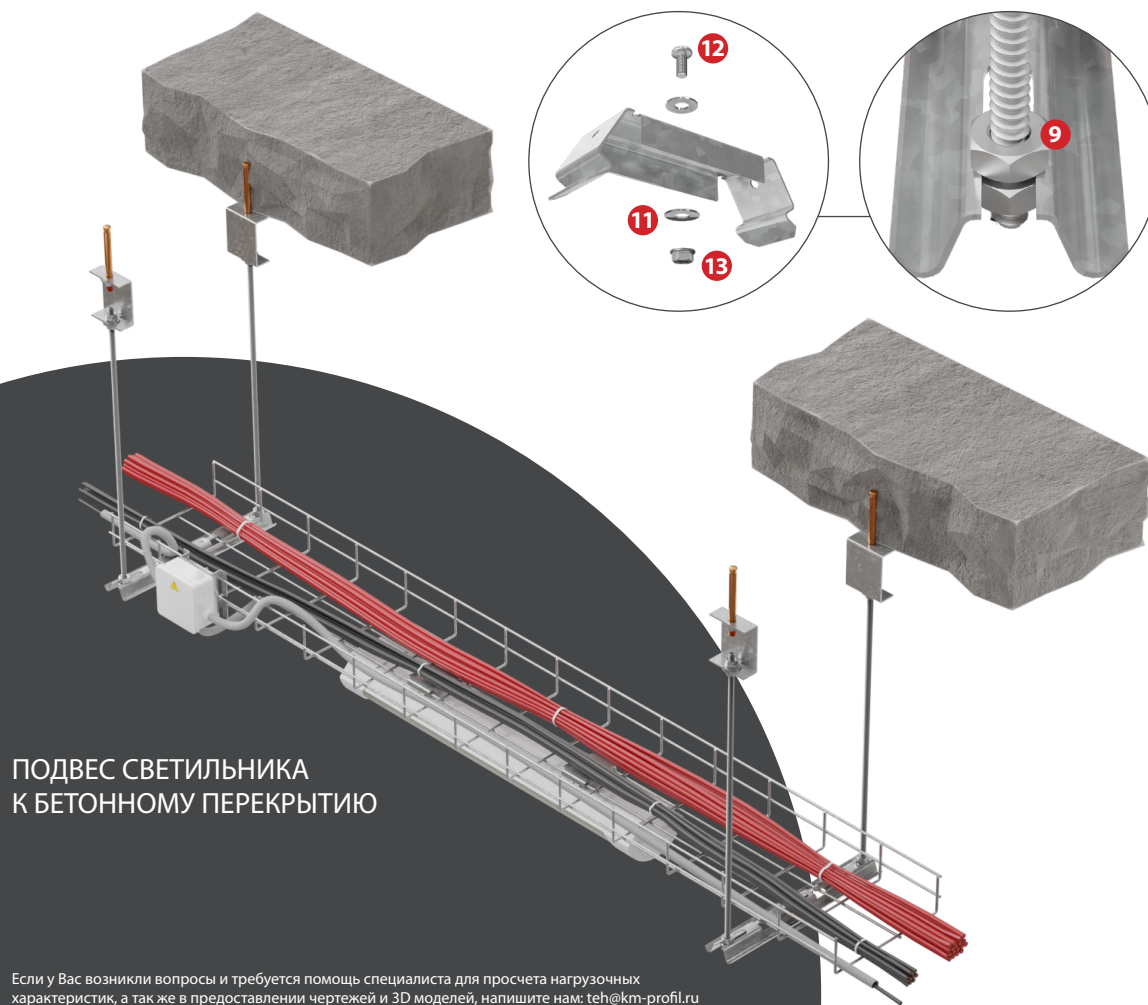 12
9
11
13
ПОДВЕС СВЕТИЛЬНИКА
К БЕТОННОМУ ПЕРЕКРЫТИЮ
Если у Вас возникли вопросы и требуется помощь специалиста для просчета нагрузочных
характеристик, а так же в предоставлении чертежей и 3D моделей, напишите нам: teh@km-profil.ru